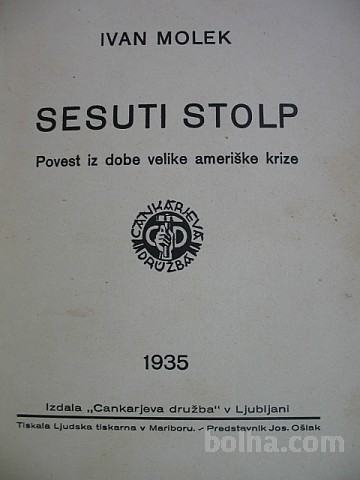 IVAN MOLEK
SESUTI STOLP
Povest iz dobe velike ameriške krize
CANKARJEVA
DRUŽBA
1935
Izdala „Cankarjeva družba" v Ljubljani
Tiskala Ljudska tiskarna v Mariboru. - Predstavnik Jos. Ošlak
bolha.com